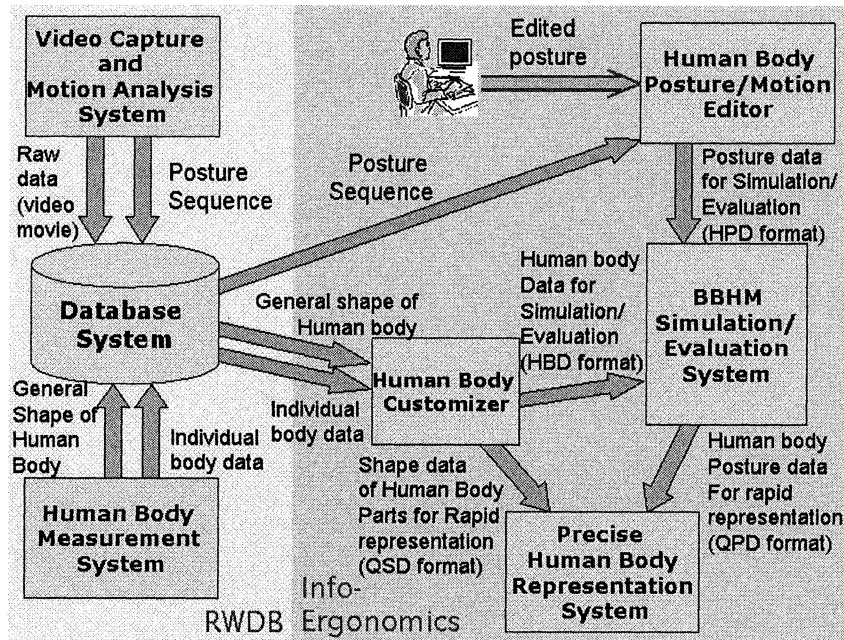 Video Capture
and
Motion Analysis
System
Edited
posture
Human Body
Posture/Motion
Editor
Raw
data
(video
movie)
Posture
Sequence
Posture
Sequence
Posture data
for Simulation/
Evaluation
(HPD format)
Database
System
General shape of
Human body
Human body
Data for
Simulation/
Evaluation
(HBD format)
BBHM
Simulation/
Evaluation
System
General
Shape of
Human
Body
Individual
body data
Individual
body data
Human Body
Customizer
Human Body
Measurement
System
Shape data
of Human Body
Parts for Rapid
representation
(QSD format)
Human body
Posture data
For rapid
representation
(QPD format)
Precise
Human Body
Representation
System
RWDB
Info-
Ergonomics